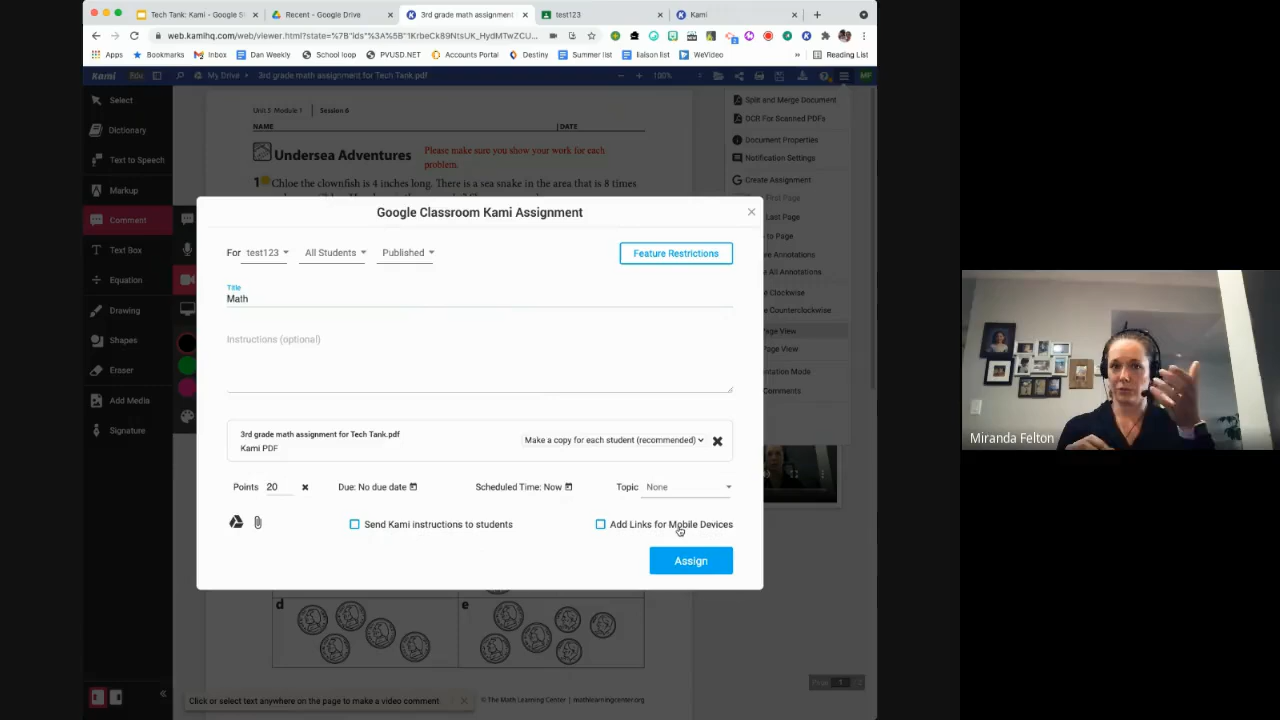 Tech Tank: Kami - Google Sl
Recent - Google Drive
3rd grade math assignment
test123
Kami
web.kamihq.com/web/viewer.html?state=%7B"ids"%3A%5B"1KrbeCk89NtsUK_HydMTwZCU...
Apps
Bookmarks
Inbox
Dan Weekly
School loop
PVUSD.NET
Accounts Portal
Destiny
Summer list
liaison list
WeVideo
»
Reading List
Kami
Edu
My Drive
3rd grade math assignment for Tech Tank.pdf
100%
MF
Select
Dictionary
Text to Speech
Markup
Comment
Text Box
Equation
Drawing
Shapes
Eraser
Add Media
Signature
Unit 3 Module 1
Session 6
NAME
DATE
Undersea Adventures
Please make sure you show your work for each
problem.
1 Chloe the clownfish is 4 inches long. There is a sea snake in the area that is 8 times
Split and Merge Document
OCR For Scanned PDFs
Document Properties
Notification Settings
Create Assignment
First Page
Last Page
to Page
Annotations
All Annotations
Clockwise
Counterclockwise
Page View
Page View
Presentation Mode
Comments
Google Classroom Kami Assignment
For test123
All Students
Published
Feature Restrictions
Title
Math
Instructions (optional)
3rd grade math assignment for Tech Tank.pdf
Kami PDF
Make a copy for each student (recommended)
Points 20
Due: No due date
Scheduled Time: Now
Topic None
Send Kami instructions to students
Add Links for Mobile Devices
Assign
d
e
Click or select text anywhere on the page to make a video comment.
© The Math Learning Center | mathlearningcenter.org
Page 1
Miranda Felton